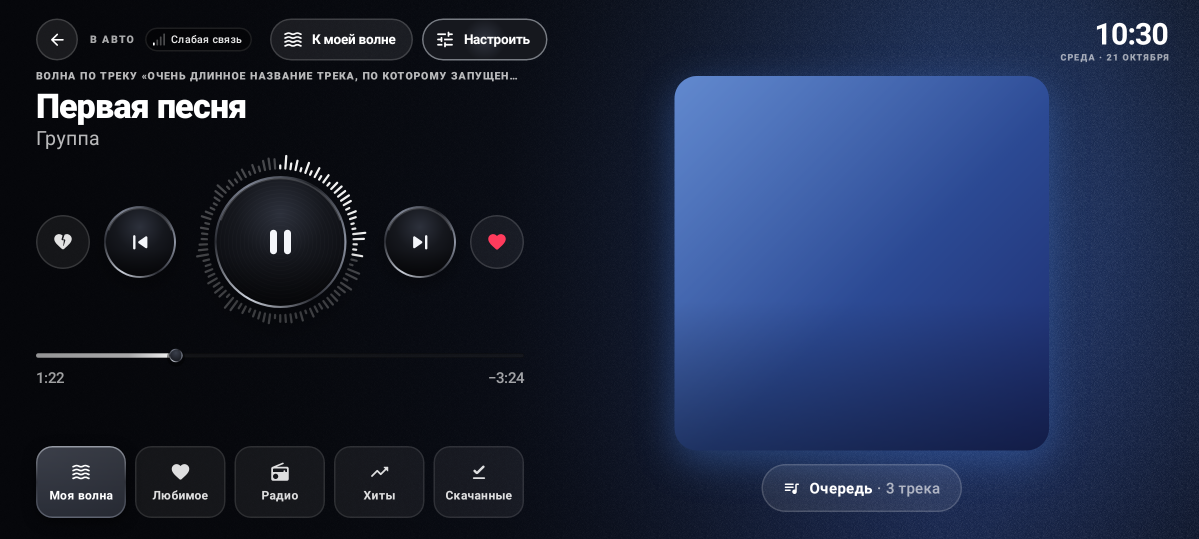 В АВТО
Слабая связь
К моей волне
Настроить
10:30
СРЕДА · 21 ОКТЯБРЯ
ВОЛНА ПО ТРЕКУ «ОЧЕНЬ ДЛИННОЕ НАЗВАНИЕ ТРЕКА, ПО КОТОРОМУ ЗАПУЩЕН…
Первая песня
Группа
1:22
−3:24
Моя волна
Любимое
Радио
Хиты
Скачанные
Очередь · 3 трека